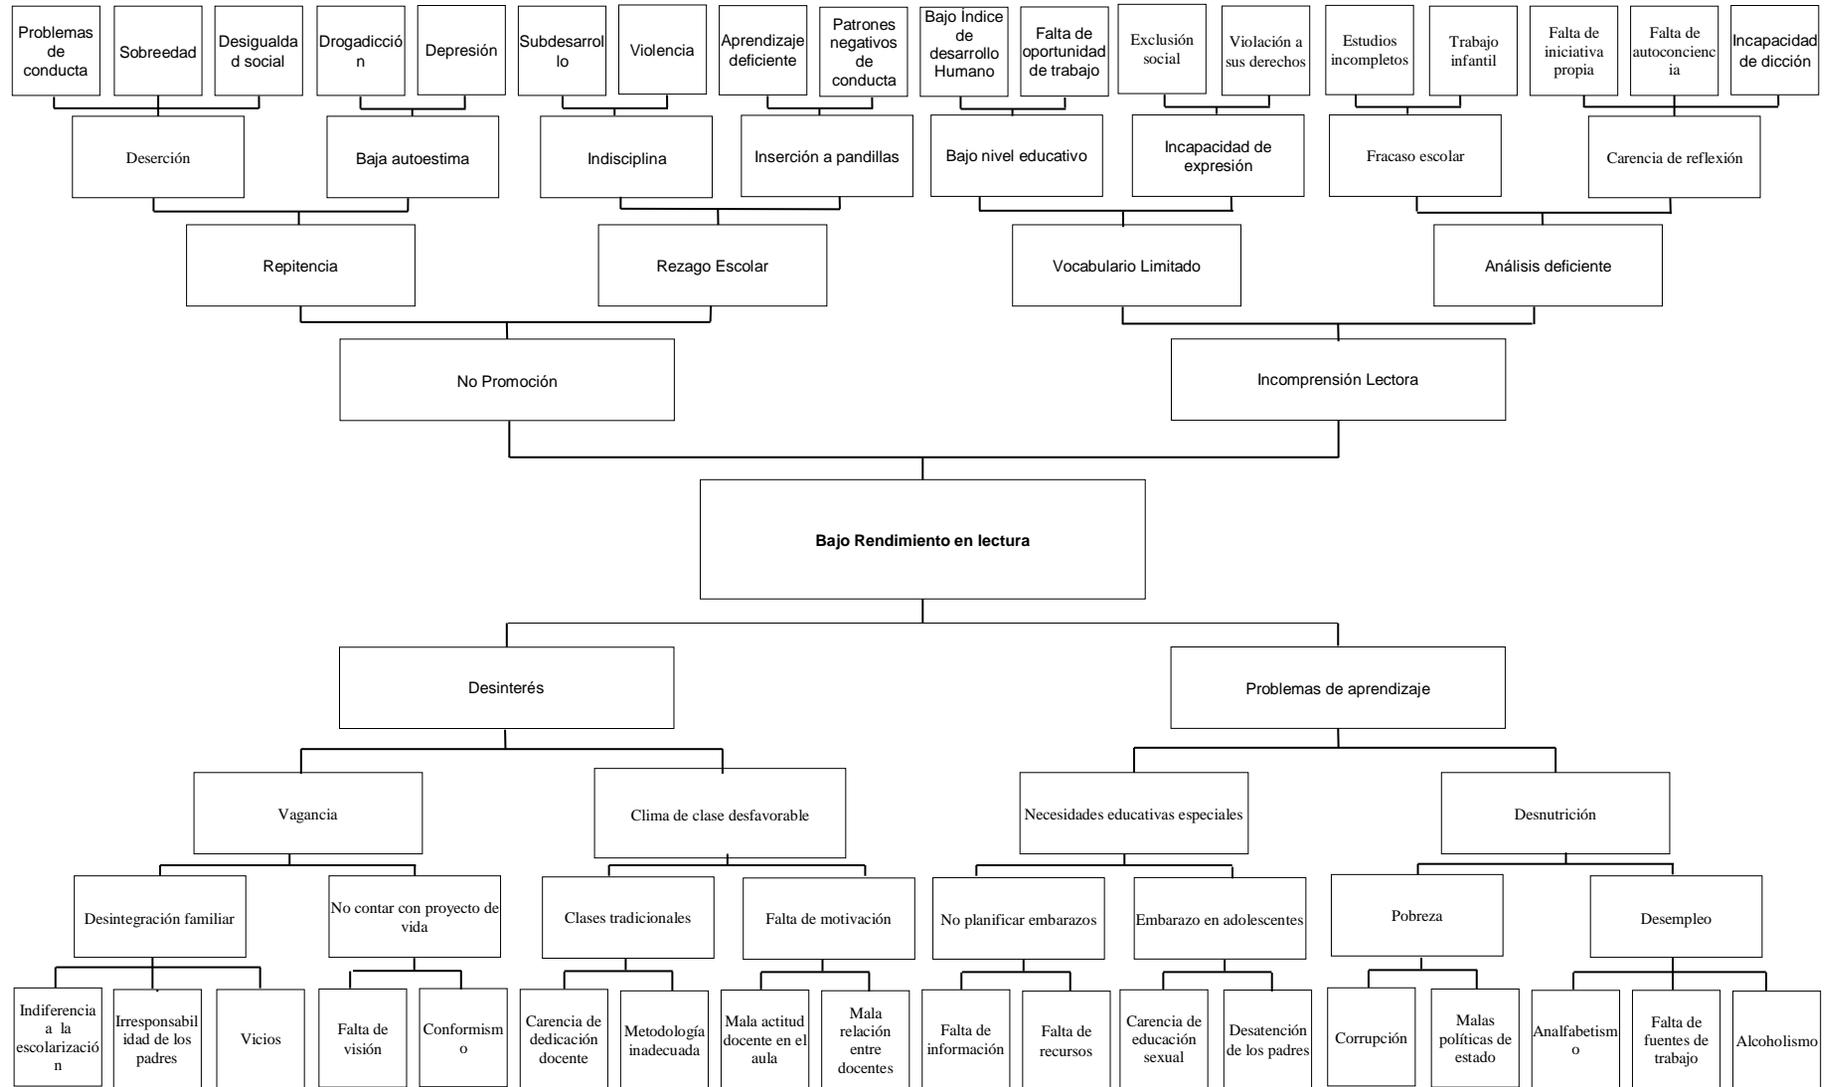 Problemas
de
conducta
Sobreedad
Desigualda
d social
Drogadicció
n
Depresión
Subdesarrol
lo
Violencia
Aprendizaje
deficiente
Patrones
negativos
de
conducta
Bajo Índice
de
desarrollo
Humano
Falta de
oportunidad
de trabajo
Exclusión
social
Violación a
sus derechos
Estudios
incompletos
Trabajo
infantil
Falta de
iniciativa
propia
Falta de
autoconcienc
ia
Incapacidad
de dicción
Deserción
Baja autoestima
Indisciplina
Inserción a pandillas
Bajo nivel educativo
Incapacidad de
expresión
Fracaso escolar
Carencia de reflexión
Repitencia
Rezago Escolar
Vocabulario Limitado
Análisis deficiente
No Promoción
Incomprensión Lectora
Bajo Rendimiento en lectura
Desinterés
Problemas de aprendizaje
Vagancia
Clima de clase desfavorable
Necesidades educativas especiales
Desnutrición
Desintegración familiar
No contar con proyecto de
vida
Clases tradicionales
Falta de motivación
No planificar embarazos
Embarazo en adolescentes
Pobreza
Desempleo
Indiferencia
a la
escolarizació
n
Irresponsabil
idad de los
padres
Vicios
Falta de
visión
Conformism
o
Carencia de
dedicación
docente
Metodología
inadecuada
Mala actitud
docente en el
aula
Mala
relación
entre
docentes
Falta de
información
Falta de
recursos
Carencia de
educación
sexual
Desatención
de los padres
Corrupción
Malas
políticas de
estado
Analfabetism
o
Falta de
fuentes de
trabajo
Alcoholismo